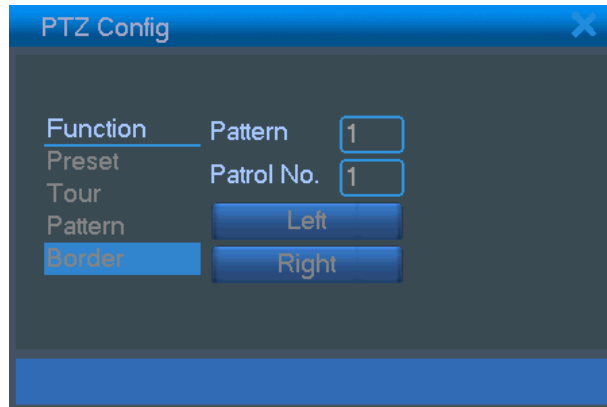 PTZ Config
Function
Preset
Tour
Pattern
Border
Pattern 1
Patrol No. 1
Left
Right